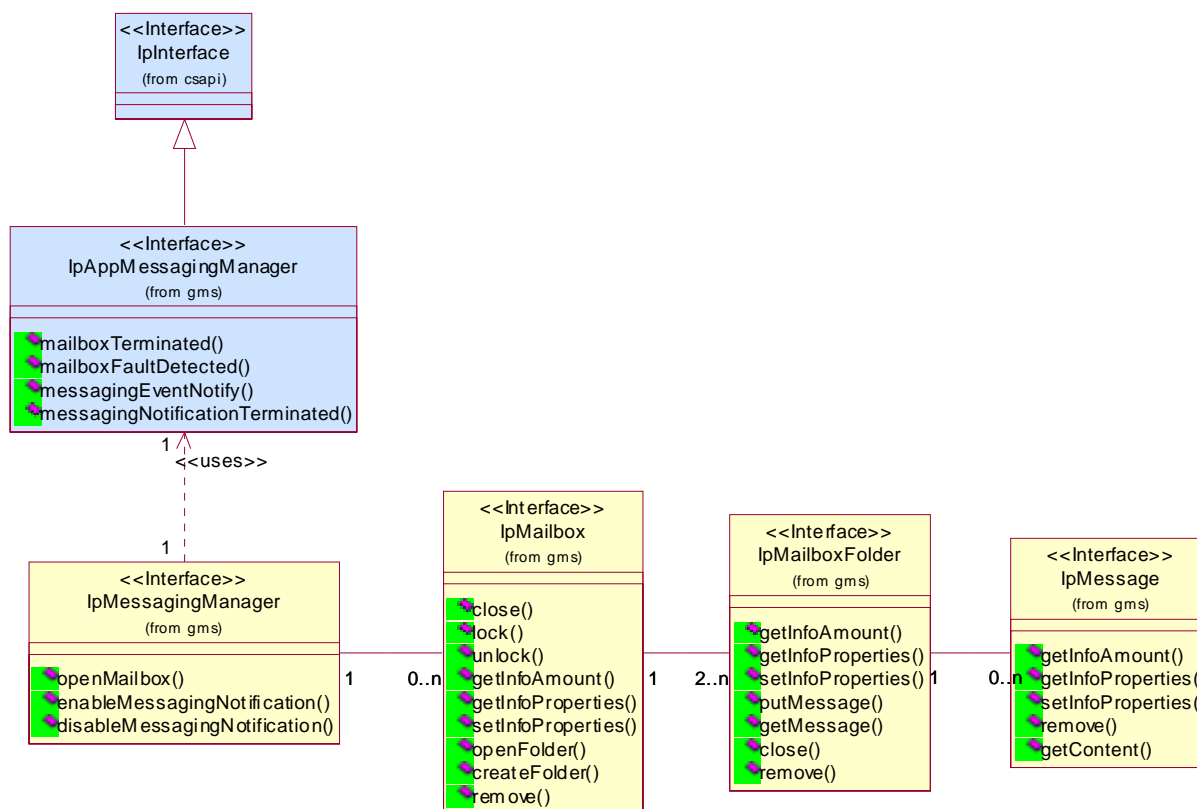 <<Interface>>
IpInterface
(from csapi)
<<Interface>>
IpAppMessagingManager
(from gms)
mailboxTerminated()
mailboxFaultDetected()
messagingEventNotify()
messagingNotificationTerminated()
1
<<uses>>
1
<<Interface>>
IpMessagingManager
(from gms)
openMailbox()
enableMessagingNotification()
disableMessagingNotification()
1
0..n
<<Interface>>
IpMailbox
(from gms)
close()
lock()
unlock()
getInfoAmount()
getInfoProperties()
setInfoProperties()
openFolder()
createFolder()
remove()
1
2..n
<<Interface>>
IpMailboxFolder
(from gms)
getInfoAmount()
getInfoProperties()
setInfoProperties()
putMessage()
getMessage()
close()
remove()
1
0..n
<<Interface>>
IpMessage
(from gms)
getInfoAmount()
getInfoProperties()
setInfoProperties()
remove()
getContent()